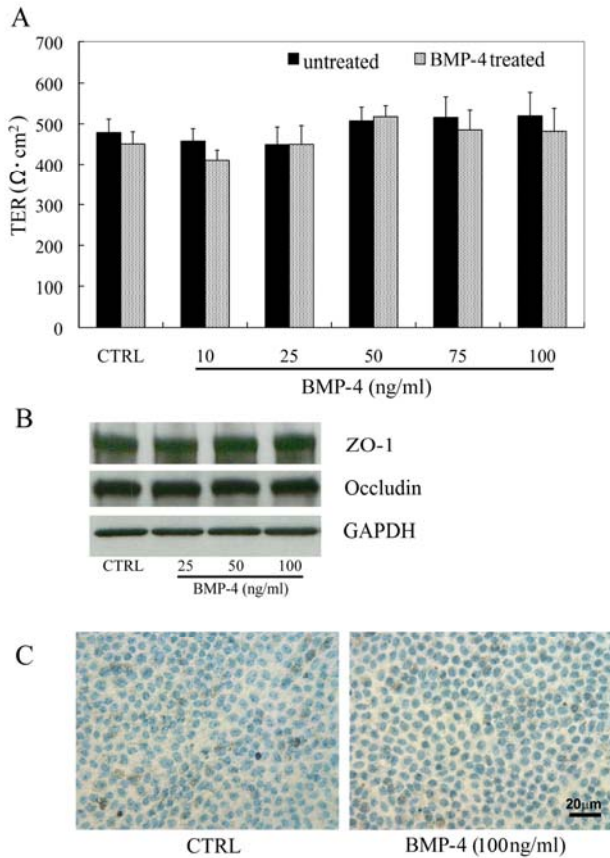 A
700
600
500
400
300
200
100
0
TER (Ω· cm²)
untreated
BMP-4 treated
CTRL 10 25 50 75 100
BMP-4 (ng/ml)
B
ZO-1
Occludin
GAPDH
CTRL 25 50 100
BMP-4 (ng/ml)
C
20μm
CTRL BMP-4 (100ng/ml)